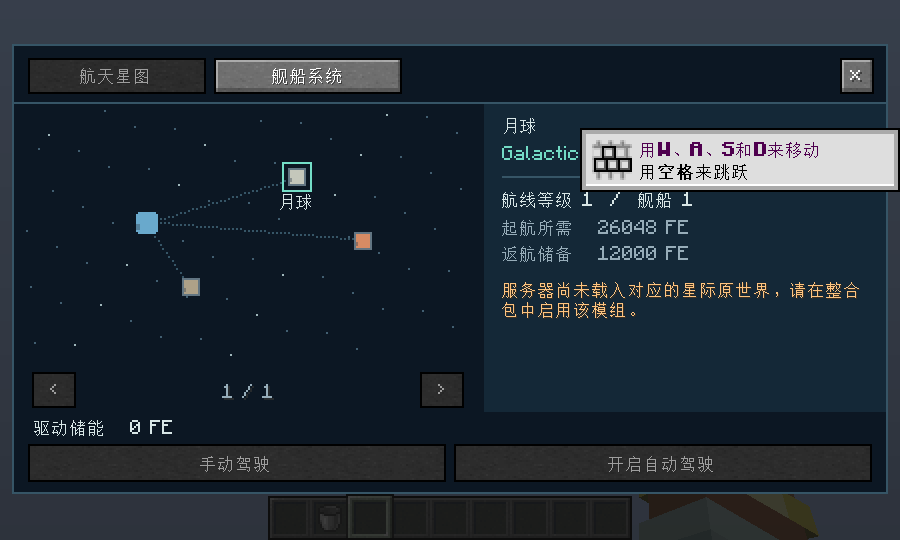 航天星图
舰船系统
×
月球
Galactic
用W、A、S和D来移动
用空格来跳跃
月球
航线等级 1 / 舰船 1
起航所需 26048 FE
返航储备 12000 FE
服务器尚未载入对应的星际原世界，请在整合
包中启用该模组。
<
1 / 1
>
驱动储能 0 FE
手动驾驶
开启自动驾驶